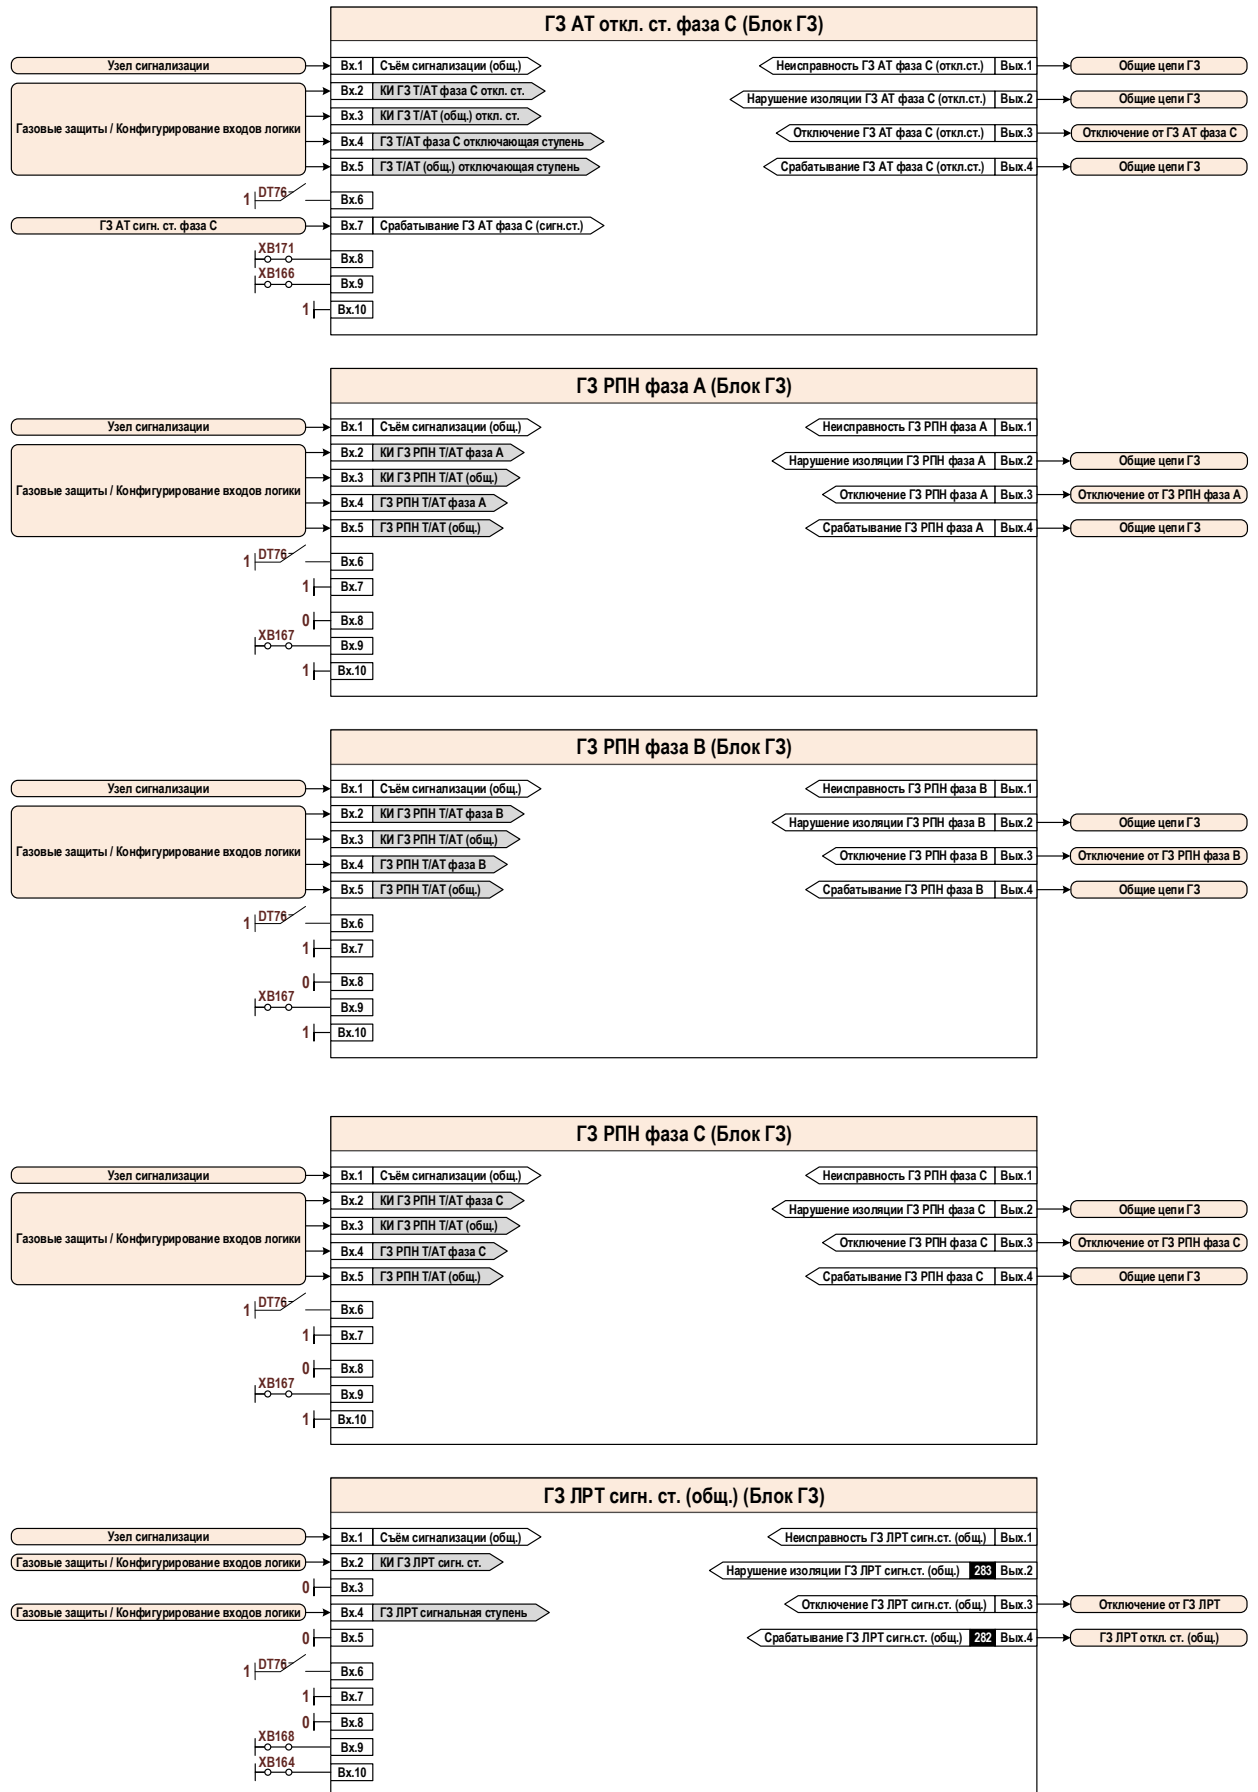 ГЗ АТ откл. ст. фаза С (Блок ГЗ)
Узел сигнализации Вх.1 Съём сигнализации (общ.) Неисправность ГЗ АТ фаза С (откл.ст.) Вых.1 Общие цепи ГЗ
Вх.2 КИ ГЗ Т/АТ фаза С откл. ст. Нарушение изоляции ГЗ АТ фаза С (откл.ст.) Вых.2 Общие цепи ГЗ
Газовые защиты / Конфигурирование входов логики Вх.3 КИ ГЗ Т/АТ (общ.) откл. ст. Отключение ГЗ АТ фаза С (откл.ст.) Вых.3 Отключение от ГЗ АТ фаза С
Вх.4 ГЗ Т/АТ фаза С отключающая ступень
Вх.5 ГЗ Т/АТ (общ.) отключающая ступень Срабатывание ГЗ АТ фаза С (откл.ст.) Вых.4 Общие цепи ГЗ
1 DT76 Вх.6
ГЗ АТ сигн. ст. фаза С Вх.7 Срабатывание ГЗ АТ фаза С (сигн.ст.)
XB171 Вх.8
XB166 Вх.9
1 Вх.10
ГЗ РПН фаза А (Блок ГЗ)
Узел сигнализации Вх.1 Съём сигнализации (общ.) Неисправность ГЗ РПН фаза А Вых.1
Вх.2 КИ ГЗ РПН Т/АТ фаза А Нарушение изоляции ГЗ РПН фаза А Вых.2 Общие цепи ГЗ
Газовые защиты / Конфигурирование входов логики Вх.3 КИ ГЗ РПН Т/АТ (общ.) Отключение ГЗ РПН фаза А Вых.3 Отключение от ГЗ РПН фаза А
Вх.4 ГЗ РПН Т/АТ фаза А
Вх.5 ГЗ РПН Т/АТ (общ.) Срабатывание ГЗ РПН фаза А Вых.4 Общие цепи ГЗ
1 DT76 Вх.6
1 Вх.7
0 Вх.8
XB167 Вх.9
1 Вх.10
ГЗ РПН фаза В (Блок ГЗ)
Узел сигнализации Вх.1 Съём сигнализации (общ.) Неисправность ГЗ РПН фаза В Вых.1
Вх.2 КИ ГЗ РПН Т/АТ фаза В Нарушение изоляции ГЗ РПН фаза В Вых.2 Общие цепи ГЗ
Газовые защиты / Конфигурирование входов логики Вх.3 КИ ГЗ РПН Т/АТ (общ.) Отключение ГЗ РПН фаза В Вых.3 Отключение от ГЗ РПН фаза В
Вх.4 ГЗ РПН Т/АТ фаза В
Вх.5 ГЗ РПН Т/АТ (общ.) Срабатывание ГЗ РПН фаза В Вых.4 Общие цепи ГЗ
1 DT76 Вх.6
1 Вх.7
0 Вх.8
XB167 Вх.9
1 Вх.10
ГЗ РПН фаза С (Блок ГЗ)
Узел сигнализации Вх.1 Съём сигнализации (общ.) Неисправность ГЗ РПН фаза С Вых.1
Вх.2 КИ ГЗ РПН Т/АТ фаза С Нарушение изоляции ГЗ РПН фаза С Вых.2 Общие цепи ГЗ
Газовые защиты / Конфигурирование входов логики Вх.3 КИ ГЗ РПН Т/АТ (общ.) Отключение ГЗ РПН фаза С Вых.3 Отключение от ГЗ РПН фаза С
Вх.4 ГЗ РПН Т/АТ фаза С
Вх.5 ГЗ РПН Т/АТ (общ.) Срабатывание ГЗ РПН фаза С Вых.4 Общие цепи ГЗ
1 DT76 Вх.6
1 Вх.7
0 Вх.8
XB167 Вх.9
1 Вх.10
ГЗ ЛРТ сигн. ст. (общ.) (Блок ГЗ)
Узел сигнализации Вх.1 Съём сигнализации (общ.) Неисправность ГЗ ЛРТ сигн.ст. (общ.) Вых.1
Газовые защиты / Конфигурирование входов логики Вх.2 КИ ГЗ ЛРТ сигн. ст. Нарушение изоляции ГЗ ЛРТ сигн.ст. (общ.) 283 Вых.2
0 Вх.3
Газовые защиты / Конфигурирование входов логики Вх.4 ГЗ ЛРТ сигнальная ступень Отключение ГЗ ЛРТ сигн.ст. (общ.) Вых.3 Отключение от ГЗ ЛРТ
0 Вх.5 Срабатывание ГЗ ЛРТ сигн.ст. (общ.) 282 Вых.4 ГЗ ЛРТ откл. ст. (общ.)
1 DT76 Вх.6
1 Вх.7
0 Вх.8
XB168 Вх.9
XB164 Вх.10